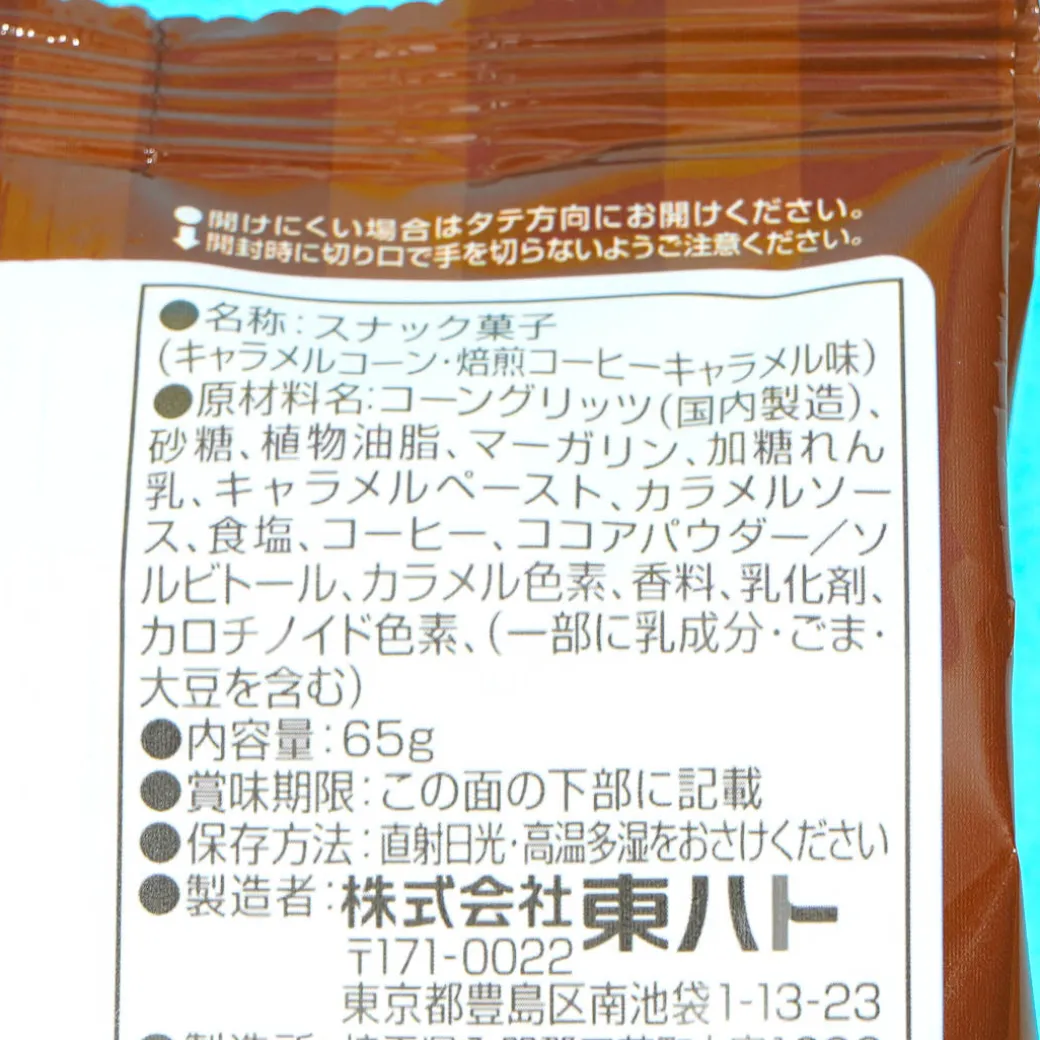 開けにくい場合はタテ方向にお開けください。
開封時に切り口で手を切らないようご注意ください。
●名称：スナック菓子
（キャラメルコーン・焙煎コーヒーキャラメル味）
●原材料名：コーングリッツ（国内製造）、
砂糖、植物油脂、マーガリン、加糖れん
乳、キャラメルペースト、カラメルソー
ス、食塩、コーヒー、ココアパウダー／ソ
ルビトール、カラメル色素、香料、乳化剤、
カロチノイド色素、（一部に乳成分・ごま・
大豆を含む）
●内容量：65g
●賞味期限：この面の下部に記載
●保存方法：直射日光・高温多湿をおさけください
●製造者：株式会社東ハト
〒171-0022
東京都豊島区南池袋1-13-23